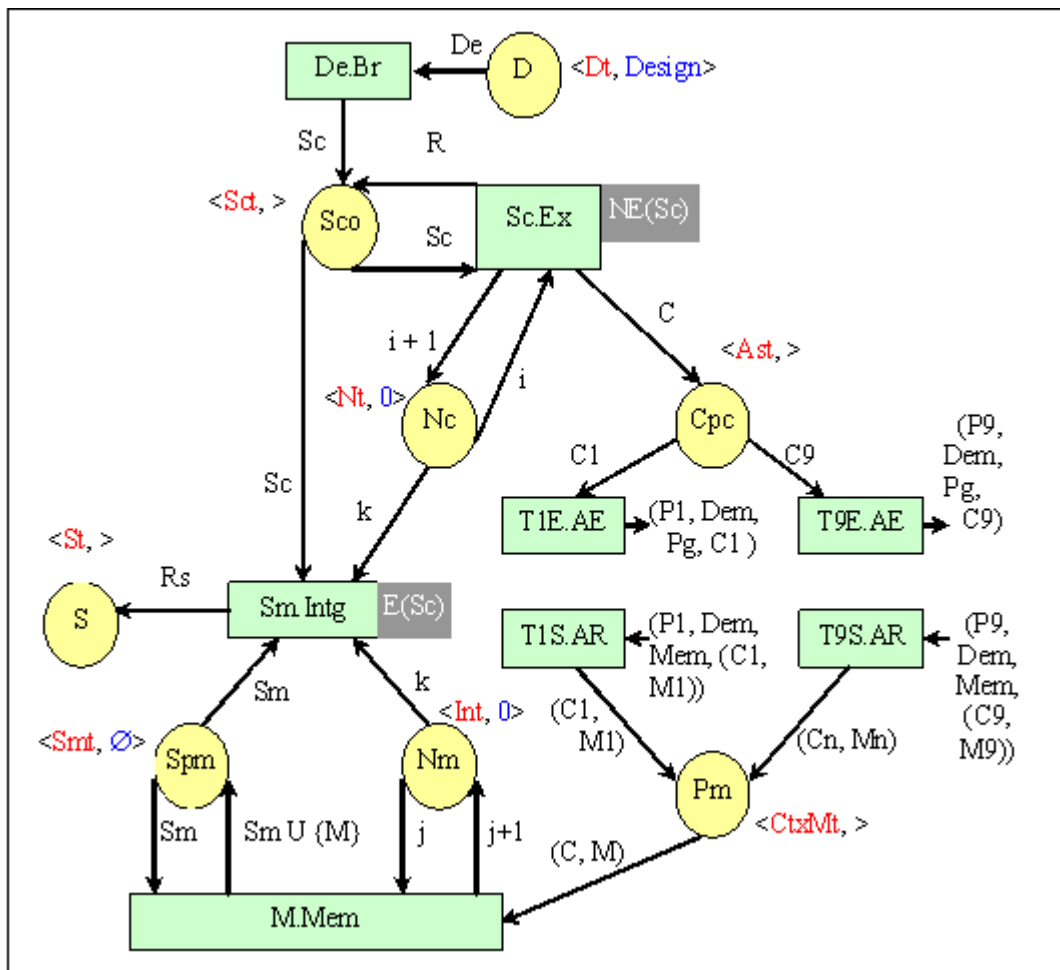 De
De.Br
D
<Dt, Design>
Sc
R
<Sct, >
Sco
Sc
Sc.Ex
NE(Sc)
C
i + 1
i
<Ast, >
<Nt, 0>
Nc
Cpc
C1
C9
(P9,
Dem,
Pg,
C9)
Sc
k
T1E.AE
(P1, Dem,
Pg, C1 )
T9E.AE
<St, >
Rs
S
Sm.Intg
E(Sc)
T1S.AR
(P1, Dem,
Mem, (C1,
M1))
T9S.AR
(P9,
Dem,
Mem,
(C9,
M9))
Sm
k
<Int, 0>
(C1,
M1)
(Cn, Mn)
<Smt, ∅>
Spm
Nm
Pm
<CtxMt, >
Sm
Sm U {M}
j
j+1
(C, M)
M.Mem